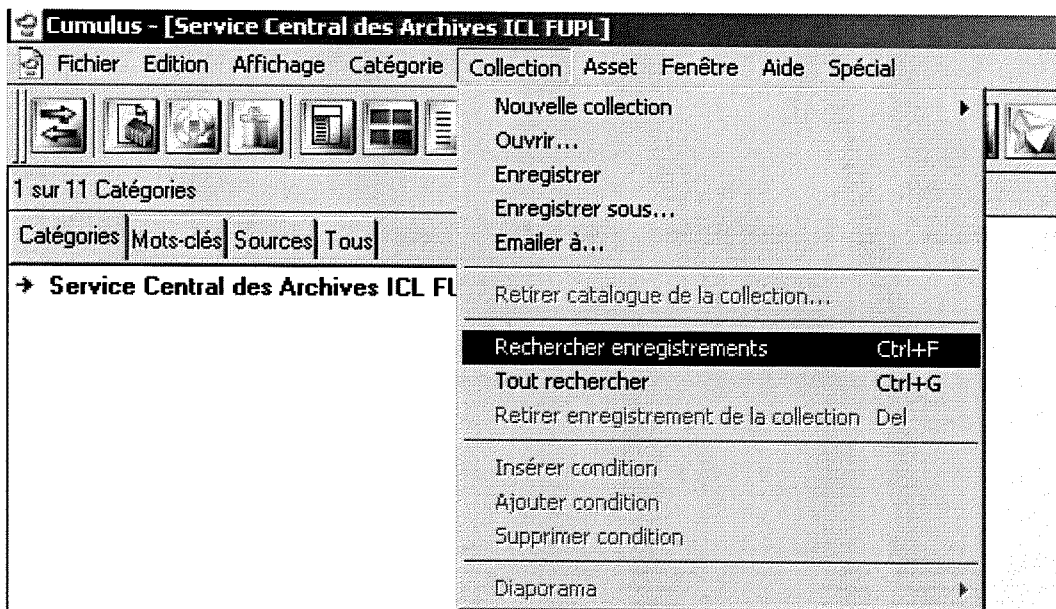 Cumulus - [Service Central des Archives ICL FUPL]
Fichier Edition Affichage Catégorie Collection Asset Fenêtre Aide Spécial
1 sur 11 Catégories
Catégories Mots-clés Sources Tous
Service Central des Archives ICL FU
Nouvelle collection
Ouvrir...
Enregistrer
Enregistrer sous...
Emailer à...
Retirer catalogue de la collection...
Rechercher enregistrements Ctrl+F
Tout rechercher Ctrl+G
Retirer enregistrement de la collection Del
Insérer condition
Ajouter condition
Supprimer condition
Diaporama